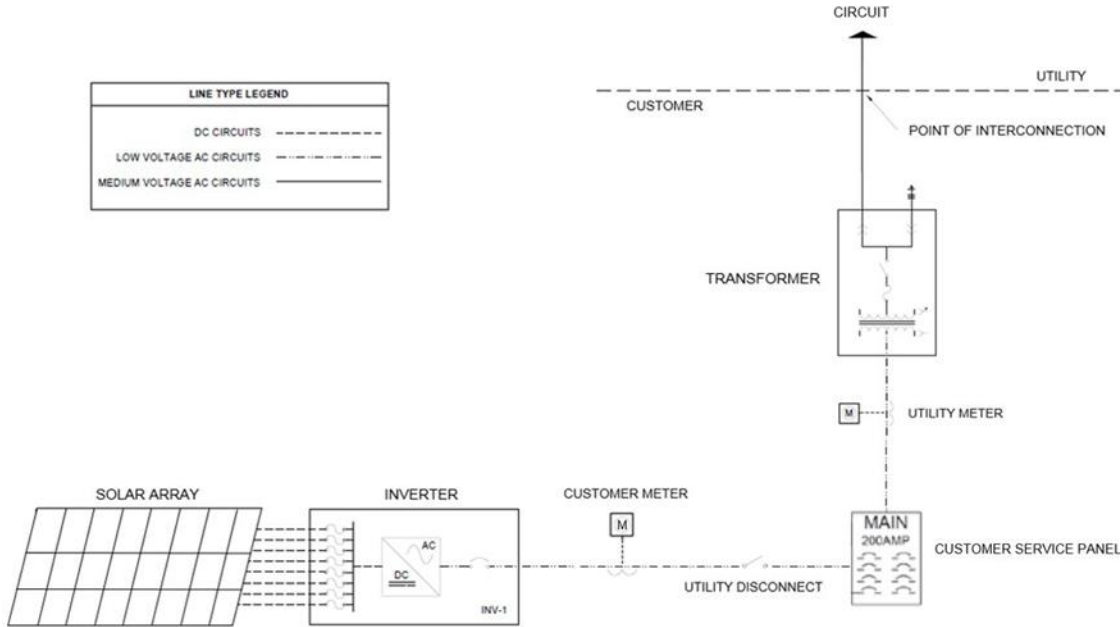 CIRCUIT
UTILITY
CUSTOMER
POINT OF INTERCONNECTION
LINE TYPE LEGEND
DC CIRCUITS
LOW VOLTAGE AC CIRCUITS
MEDIUM VOLTAGE AC CIRCUITS
TRANSFORMER
M
UTILITY METER
SOLAR ARRAY
INVERTER
CUSTOMER METER
M
MAIN
200AMP
CUSTOMER SERVICE PANEL
AC
DC
UTILITY DISCONNECT
INV-1